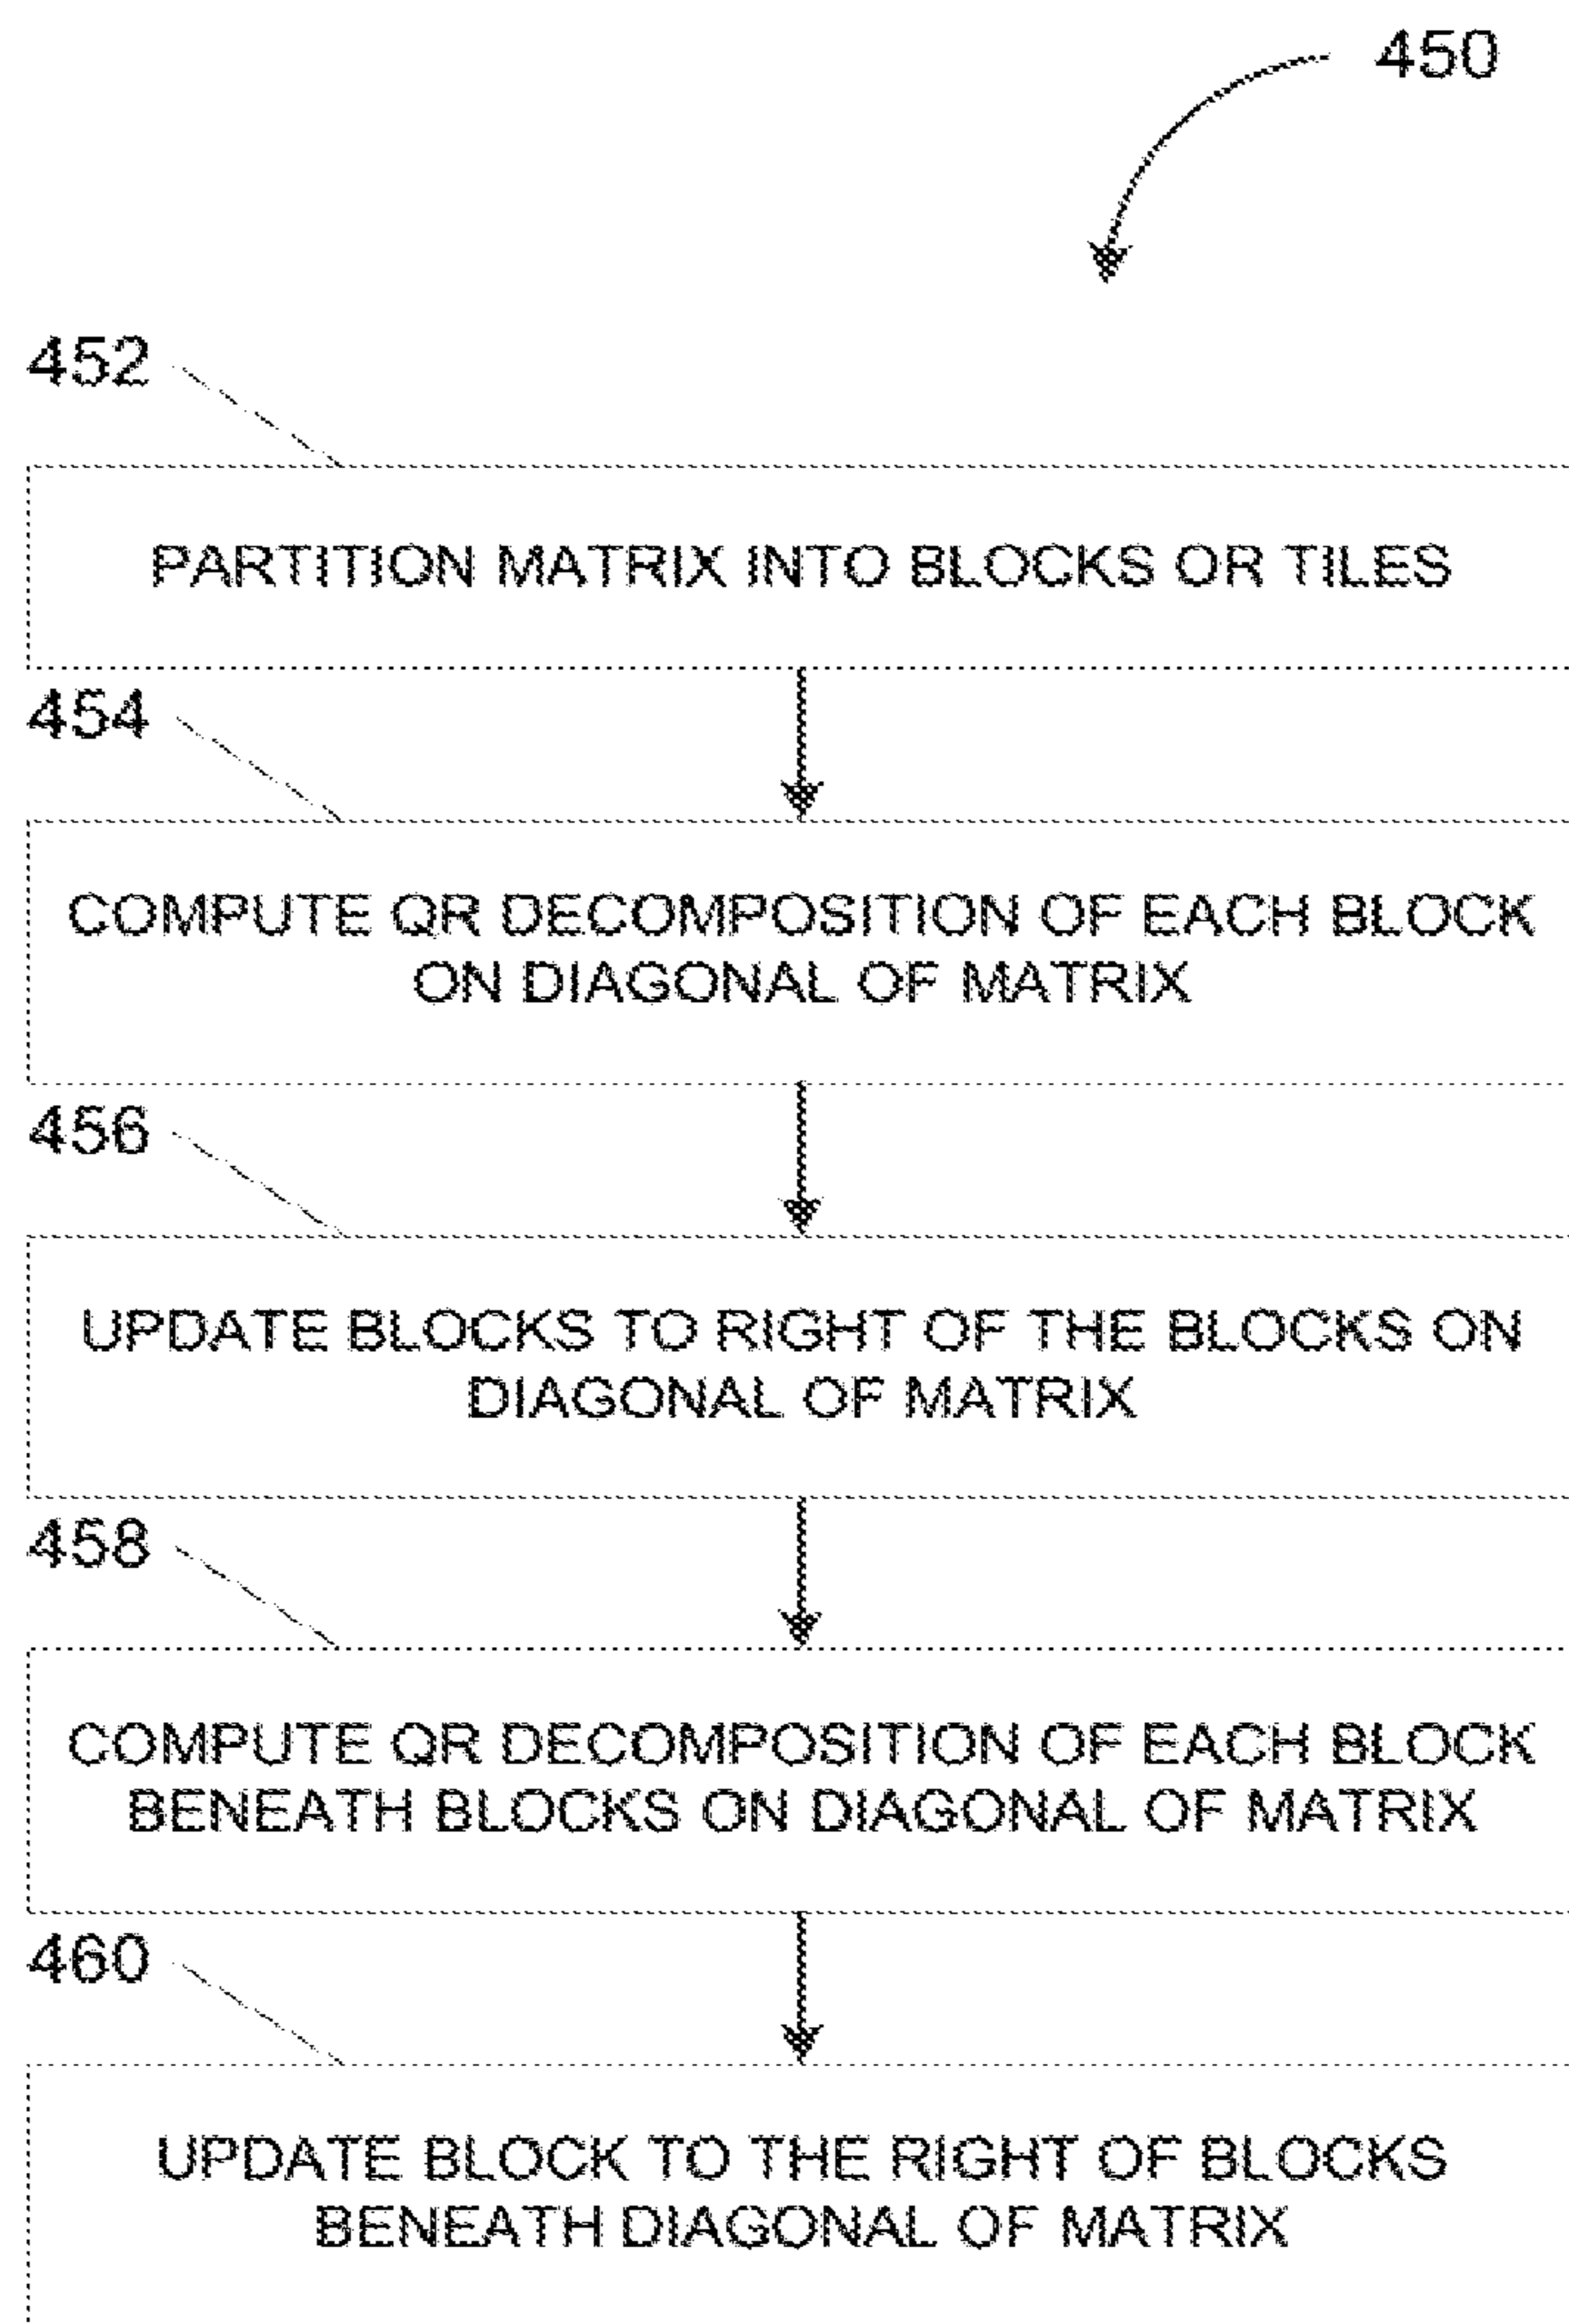 450
452
PARTITION MATRIX INTO BLOCKS OR TILES
454
COMPUTE QR DECOMPOSITION OF EACH BLOCK
ON DIAGONAL OF MATRIX
456
UPDATE BLOCKS TO RIGHT OF THE BLOCKS ON
DIAGONAL OF MATRIX
458
COMPUTE QR DECOMPOSITION OF EACH BLOCK
BENEATH BLOCKS ON DIAGONAL OF MATRIX
460
UPDATE BLOCK TO THE RIGHT OF BLOCKS
BENEATH DIAGONAL OF MATRIX